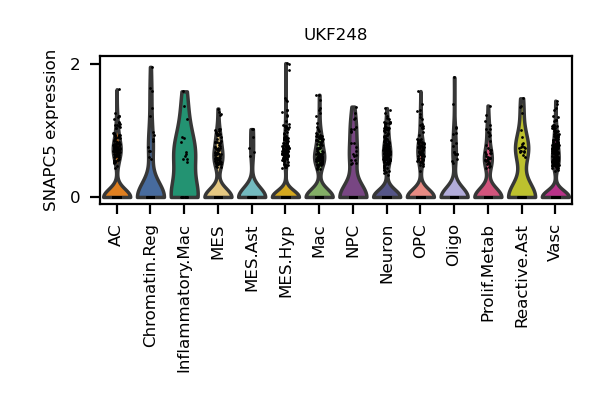 UKF248
SNAPC5 expression
2
0
AC
Chromatin.Reg
Inflammatory.Mac
MES
MES.Ast
MES.Hyp
Mac
NPC
Neuron
OPC
Oligo
Prolif.Metab
Reactive.Ast
Vasc